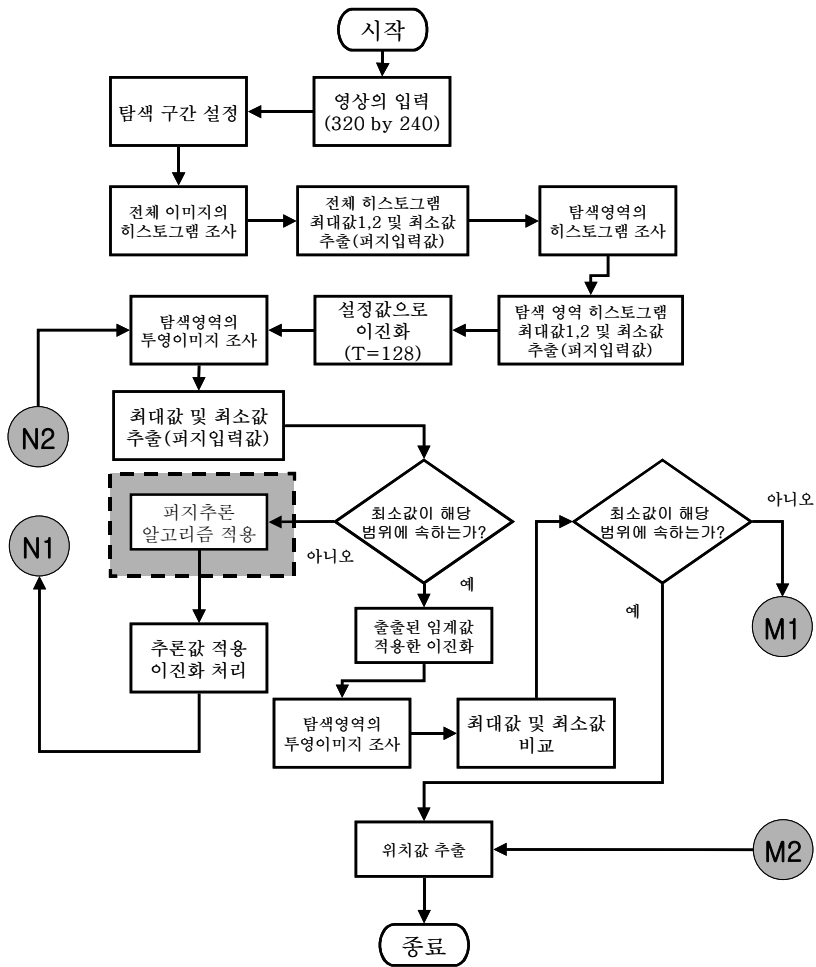 시작
영상의 입력
(320 by 240)
탐색 구간 설정
전체 이미지의
히스토그램 조사
전체 히스토그램
최대값1,2 및 최소값
추출(퍼지입력값)
탐색영역의
히스토그램 조사
탐색 영역 히스토그램
최대값1,2 및 최소값
추출(퍼지입력값)
설정값으로
이진화
(T=128)
탐색영역의
투영이미지 조사
N2
최대값 및 최소값
추출(퍼지입력값)
최소값이 해당
범위에 속하는가?
아니오
예
퍼지추론
알고리즘 적용
N1
추론값 적용
이진화 처리
출출된 임계값
적용한 이진화
탐색영역의
투영이미지 조사
최대값 및 최소값
비교
최소값이 해당
범위에 속하는가?
아니오
예
M1
위치값 추출
M2
종료